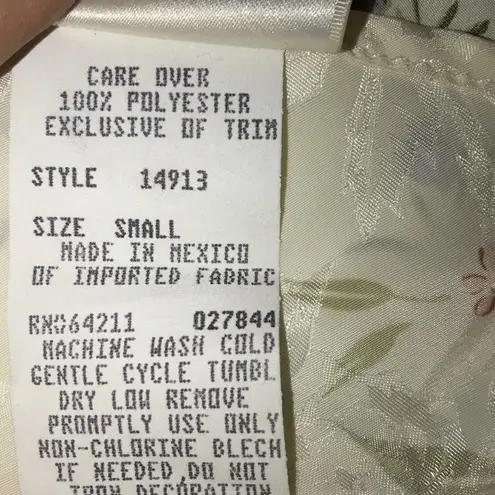 CARE OVER
100% POLYESTER
EXCLUSIVE OF TRIM
STYLE 14913
SIZE SMALL
MADE IN MEXICO
OF IMPORTED FABRIC
RN#64211 027844
MACHINE WASH COLD
GENTLE CYCLE TUMBL
DRY LOW REMOVE
PROMPTLY USE ONLY
NON-CHLORINE BLECH
IF NEEDED,DO NOT
IRON DECORATION